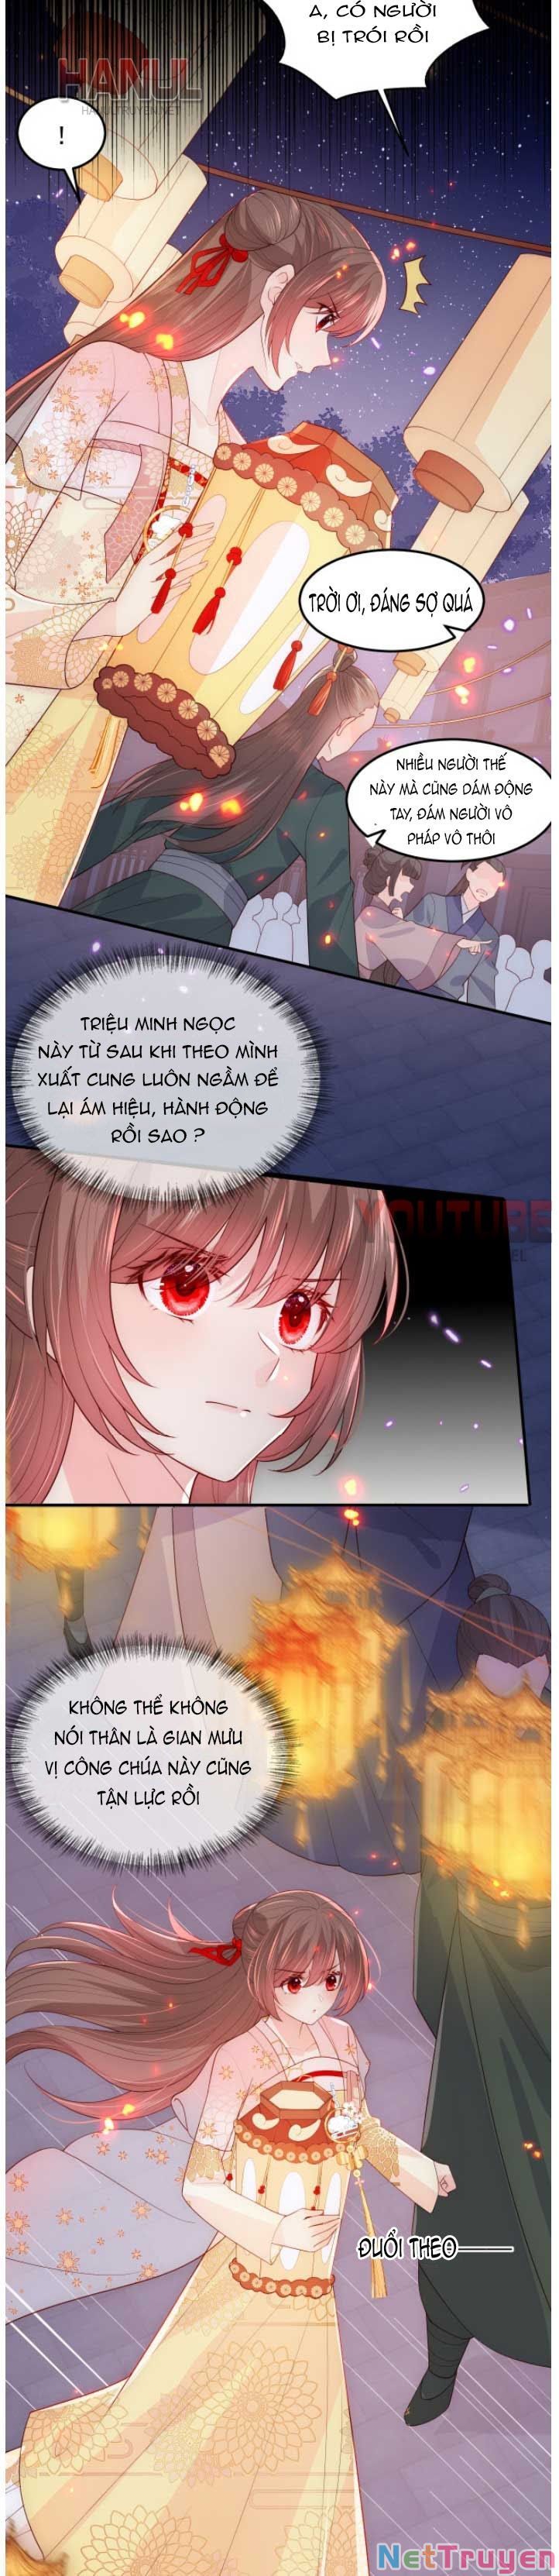 A, CÓ NGƯỜI
BỊ TRÓI RỒI
HANUL
HANULTRUYEN.NET
!
TRỜI ƠI, ĐÁNG SỢ QUÁ
NHIỀU NGƯỜI THẾ
NÀY MÀ CŨNG DÁM ĐỘNG
TAY, ĐÁM NGƯỜI VÔ
PHÁP VÔ THÔI
TRIỆU MINH NGỌC
NÀY TỪ SAU KHI THEO MÌNH
XUẤT CUNG LUÔN NGẦM ĐỂ
LẠI ÁM HIỆU, HÀNH ĐỘNG
RỒI SAO ?
YOUTUBE
KHÔNG THỂ KHÔNG
NÓI THÂN LÀ GIAN MƯU
VỊ CÔNG CHÚA NÀY CŨNG
TẬN LỰC RỒI
ĐUỔI THEO
NetTruyen